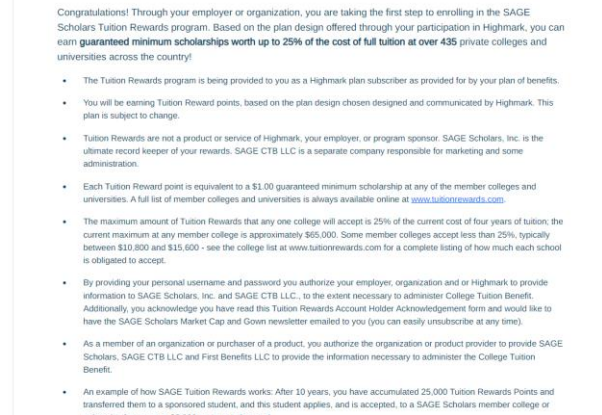 Congratulations! Through your employer or organization, you are taking the first step to enrolling in the SAGE
Scholars Tuition Rewards program. Based on the plan design offered through your participation in Highmark, you can
earn guaranteed minimum scholarships worth up to 25% of the cost of full tuition at over 435 private colleges and
universities across the country!
• The Tuition Rewards program is being provided to you as a Highmark plan subscriber as provided for by your plan of benefits.
• You will be earning Tuition Reward points, based on the plan design chosen designed and communicated by Highmark. This
plan is subject to change.
• Tuition Rewards are not a product or service of Highmark, your employer, or program sponsor. SAGE Scholars, Inc. is the
ultimate record keeper of your rewards. SAGE CTB LLC is a separate company responsible for marketing and some
administration.
• Each Tuition Reward point is equivalent to a $1.00 guaranteed minimum scholarship at any of the member colleges and
universities. A full list of member colleges and universities is always available online at www.tuitionrewards.com.
• The maximum amount of Tuition Rewards that any one college will accept is 25% of the current cost of four years of tuition; the
current maximum at any member college is approximately $65,000. Some member colleges accept less than 25%, typically
between $10,800 and $15,600 - see the college list at www.tuitionrewards.com for a complete listing of how much each school
is obligated to accept.
• By providing your personal username and password you authorize your employer, organization and or Highmark to provide
information to SAGE Scholars, Inc. and SAGE CTB LLC., to the extent necessary to administer College Tuition Benefit.
Additionally, you acknowledge you read this Tuition Rewards Account Holder Acknowledgement form and would like to
have the SAGE Scholars Market Cap and Gown newsletter emailed to you (you can easily unsubscribe at any time).
• As a member of an organization or purchaser of a product, you authorize the organization or product provider to provide SAGE
Scholars, SAGE CTB LLC and First Benefits LLC to provide the information necessary to administer the College Tuition
Benefit.
• An example of how SAGE Tuition Rewards works: After 10 years, you have accumulated 25,000 Tuition Rewards Points and
transferred them to a sponsored student, and this student applies, and is accepted, to a SAGE Scholars member college or